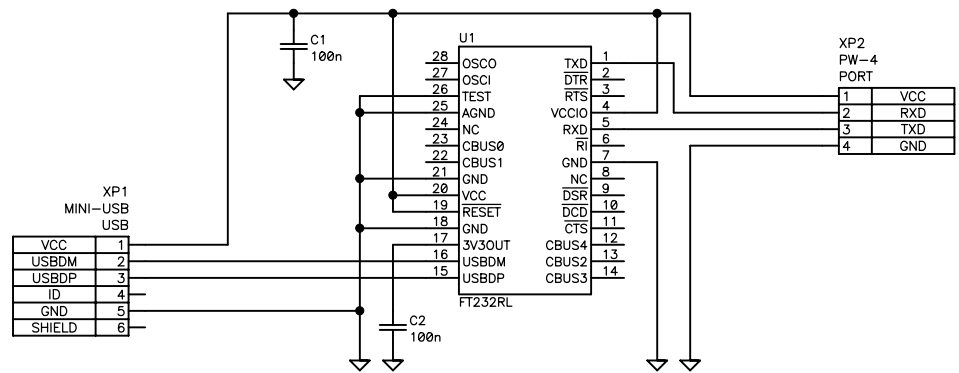 C1
100n
U1
XP2
PW-4
PORT
1 VCC
2 RXD
3 TXD
4 GND
28 OSCO TXD 1
27 OSCI DTR 2
26 TEST RTS 3
25 AGND VCCIO 4
24 NC RXD 5
23 CBUS0 RI 6
22 CBUS1 GND 7
21 GND NC 8
20 VCC DSR 9
19 RESET DCD 10
18 GND CTS 11
17 3V3OUT CBUS4 12
16 USBDM CBUS2 13
15 USBDP CBUS3 14
FT232RL
XP1
MINI-USB
USB
VCC 1
USBDM 2
USBDP 3
ID 4
GND 5
SHIELD 6
C2
100n